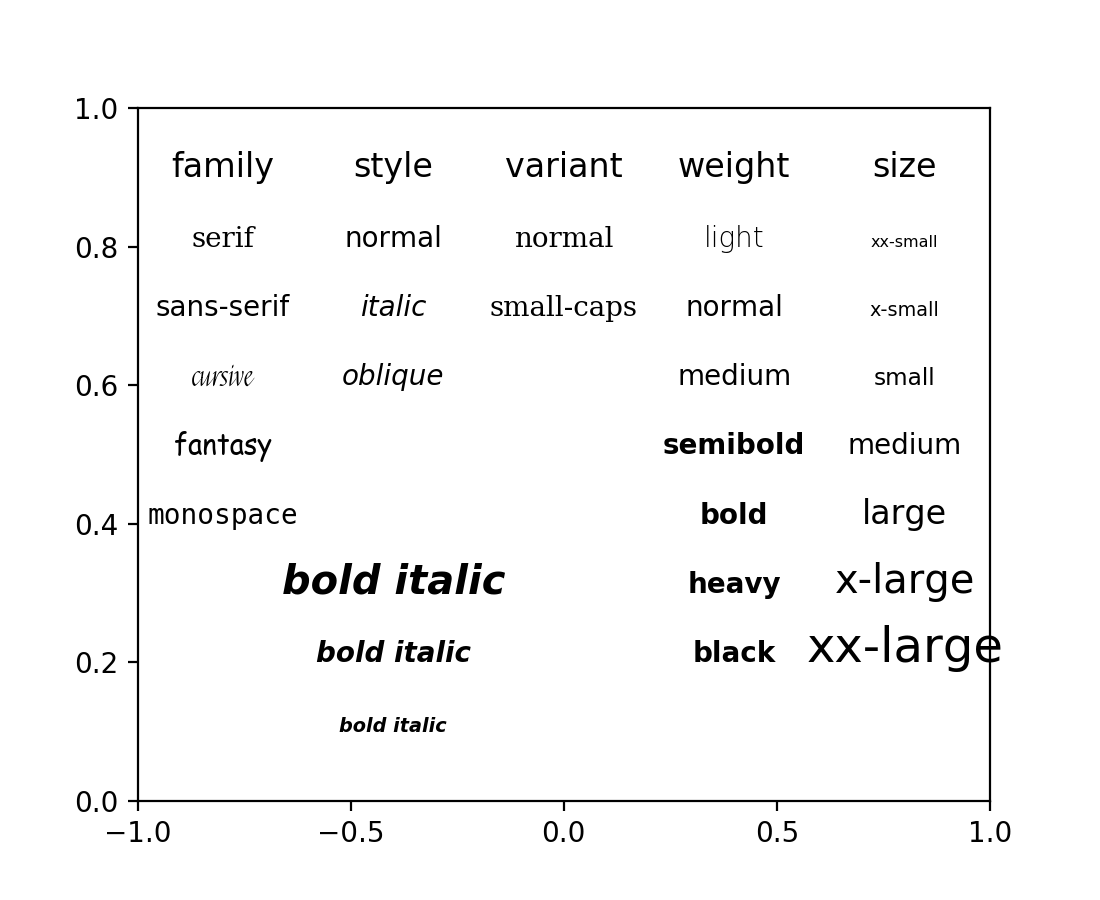 1.0
family style variant weight size
0.8 serif normal normal light xx-small
sans-serif italic small-caps normal x-small
0.6 cursive oblique medium small
fantasy semibold medium
0.4 monospace bold large
bold italic heavy x-large
0.2 bold italic black xx-large
bold italic
0.0
−1.0 −0.5 0.0 0.5 1.0